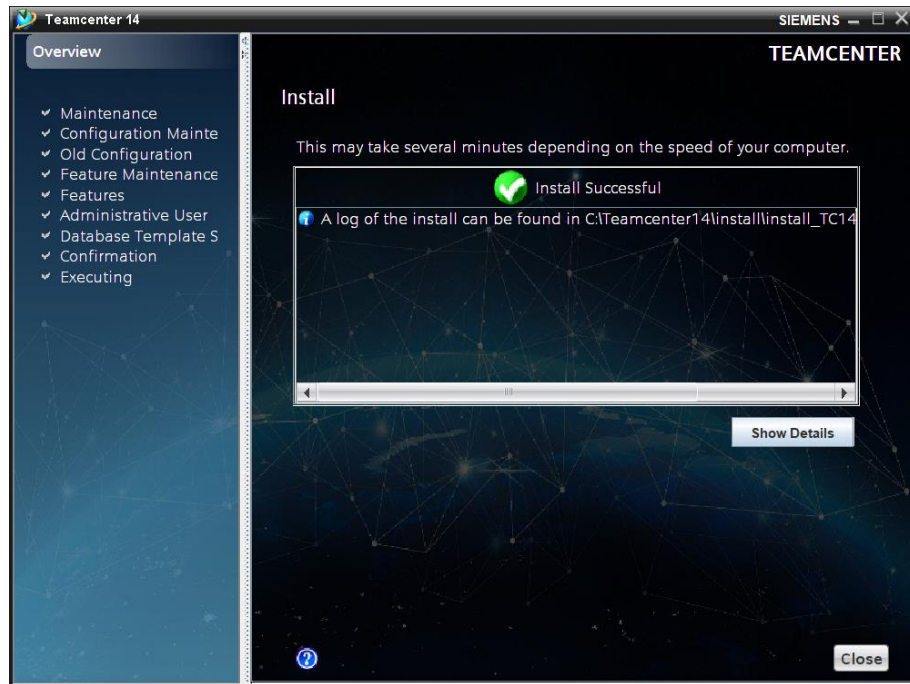 Teamcenter 14
SIEMENS
Overview
TEAMCENTER
Maintenance
Configuration Mainte
Old Configuration
Feature Maintenance
Features
Administrative User
Database Template S
Confirmation
Executing
Install
This may take several minutes depending on the speed of your computer.
Install Successful
A log of the install can be found in C:\Teamcenter14\install\install_TC14
Show Details
Close